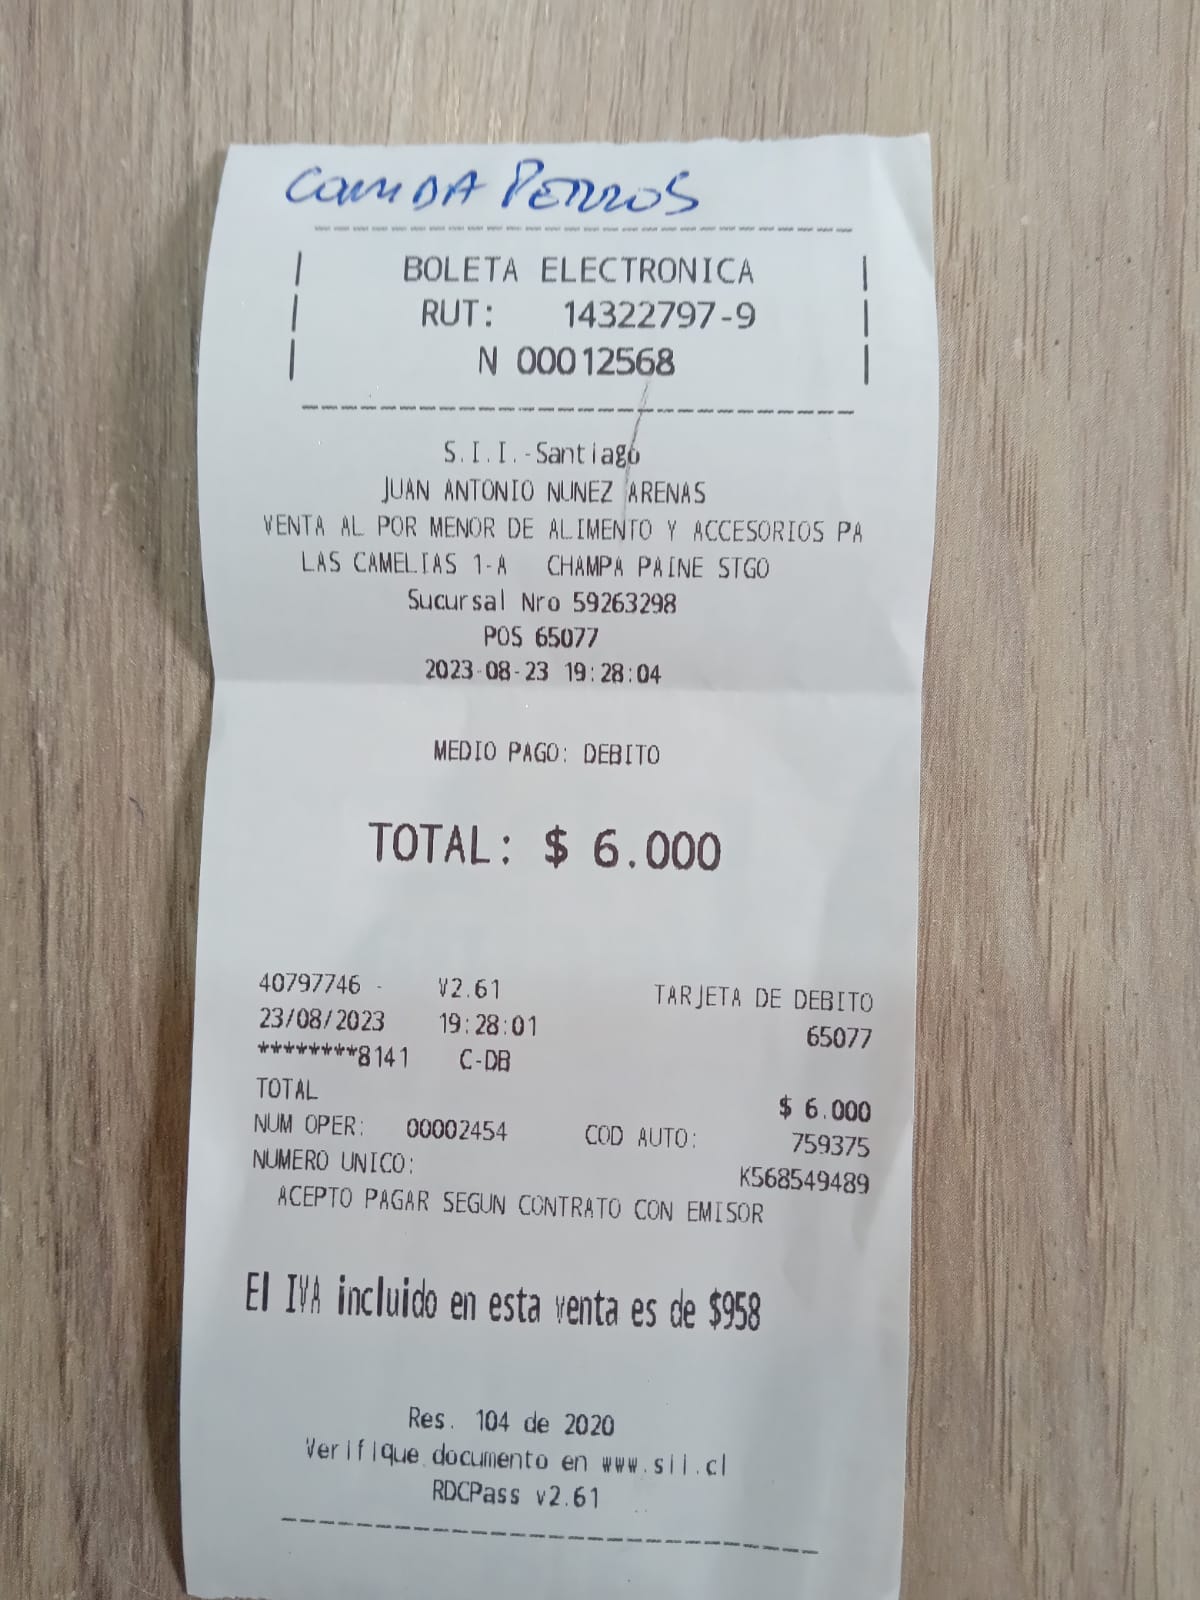 COMIDA PERROS
BOLETA ELECTRONICA
RUT: 14322797-9
N 00012568
S.I.I.-Santiago
JUAN ANTONIO NUNEZ ARENAS
VENTA AL POR MENOR DE ALIMENTO Y ACCESORIOS PA
LAS CAMELIAS 1-A CHAMPA PAINE STGO
Sucursal Nro 59263298
POS 65077
2023-08-23 19:28:04
MEDIO PAGO: DEBITO
TOTAL: $ 6.000
40797746 - V2.61 TARJETA DE DEBITO
23/08/2023 19:28:01 65077
********8141 C-DB
TOTAL $ 6.000
NUM OPER: 00002454 COD AUTO: 759375
NUMERO UNICO: K568549489
ACEPTO PAGAR SEGUN CONTRATO CON EMISOR
El IVA incluido en esta venta es de $958
Res. 104 de 2020
Verifique documento en www.sii.cl
RDCPass v2.61